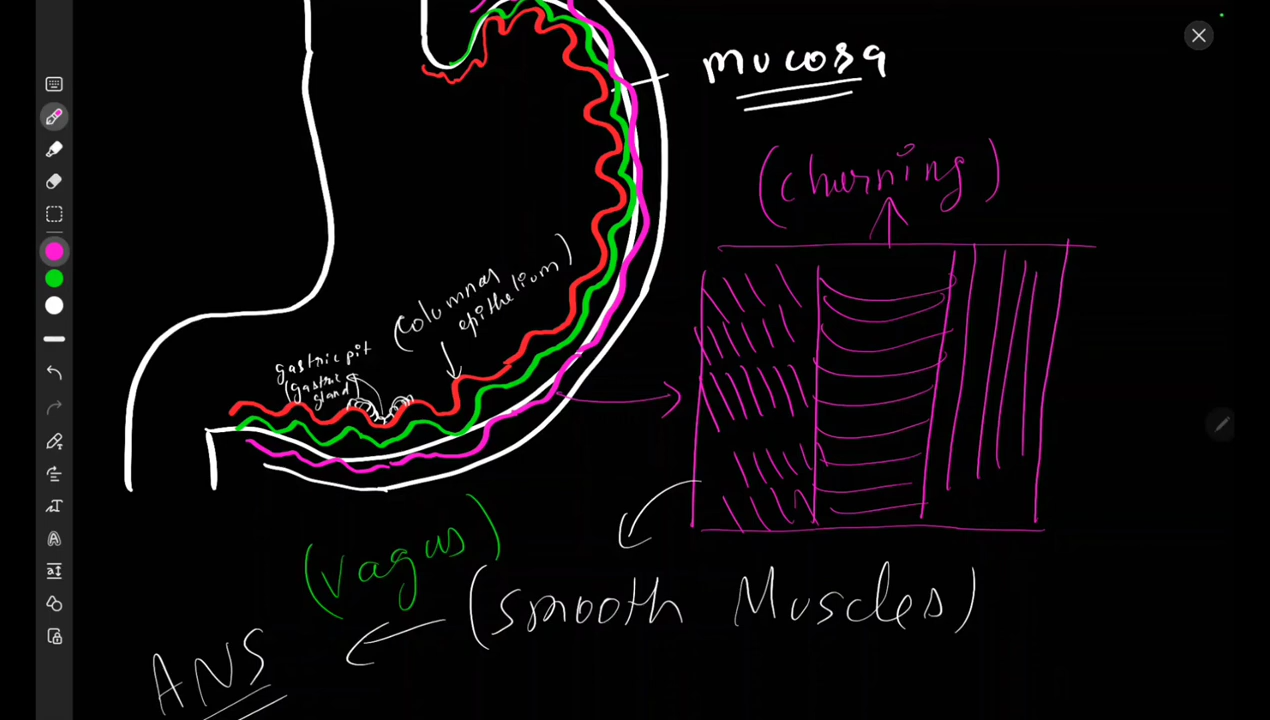 mucosa
(churning)
(columnar
epithelium)
gastric pit
(gastric
gland)
(vagus)
(smooth Muscles)
ANS